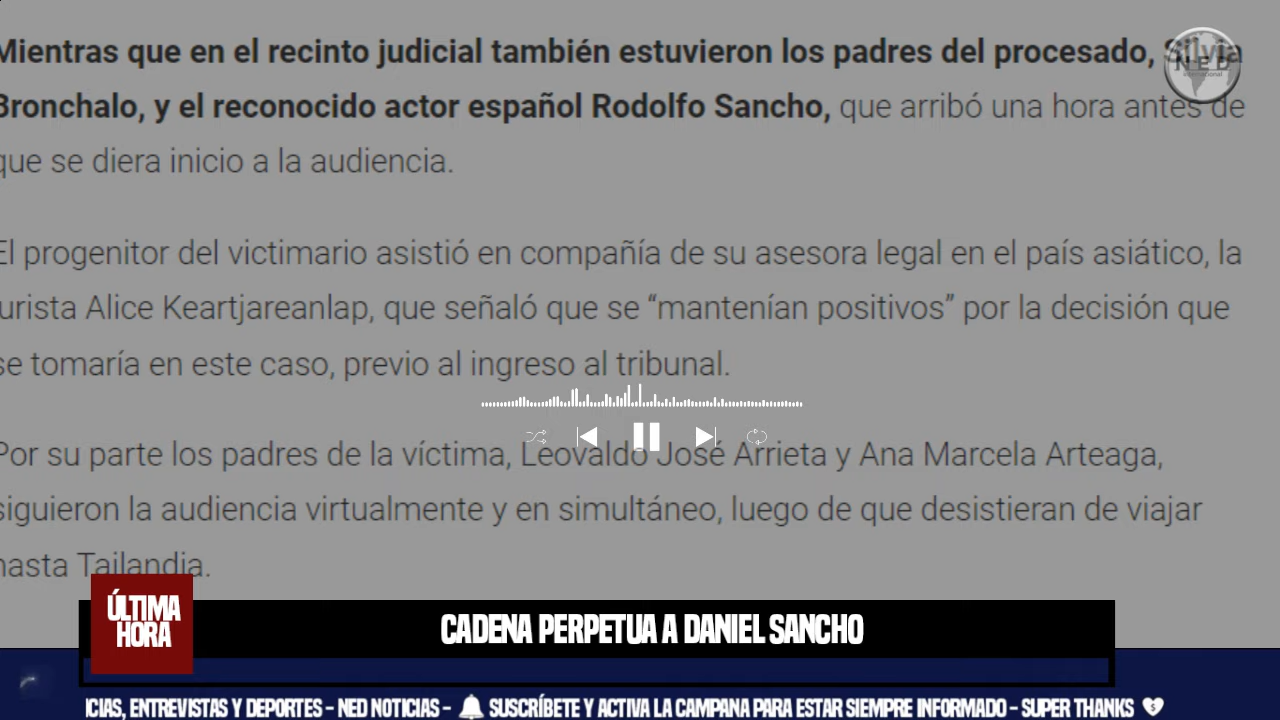 Mientras que en el recinto judicial también estuvieron los padres del procesado, Silvia
Bronchalo, y el reconocido actor español Rodolfo Sancho, que arribó una hora antes de
que se diera inicio a la audiencia.
El progenitor del victimario asistió en compañía de su asesora legal en el país asiático, la
jurista Alice Keartjareanlap, que señaló que se “mantenían positivos” por la decisión que
se tomaría en este caso, previo al ingreso al tribunal.
Por su parte los padres de la víctima, Leovaldo José Arrieta y Ana Marcela Arteaga,
siguieron la audiencia virtualmente y en simultáneo, luego de que desistieran de viajar
hasta Tailandia.
NED
international
ÚLTIMA
HORA
CADENA PERPETUA A DANIEL SANCHO
ICIAS, ENTREVISTAS Y DEPORTES - NED NOTICIAS - 🔔 SUSCRÍBETE Y ACTIVA LA CAMPANA PARA ESTAR SIEMPRE INFORMADO - SUPER THANKS